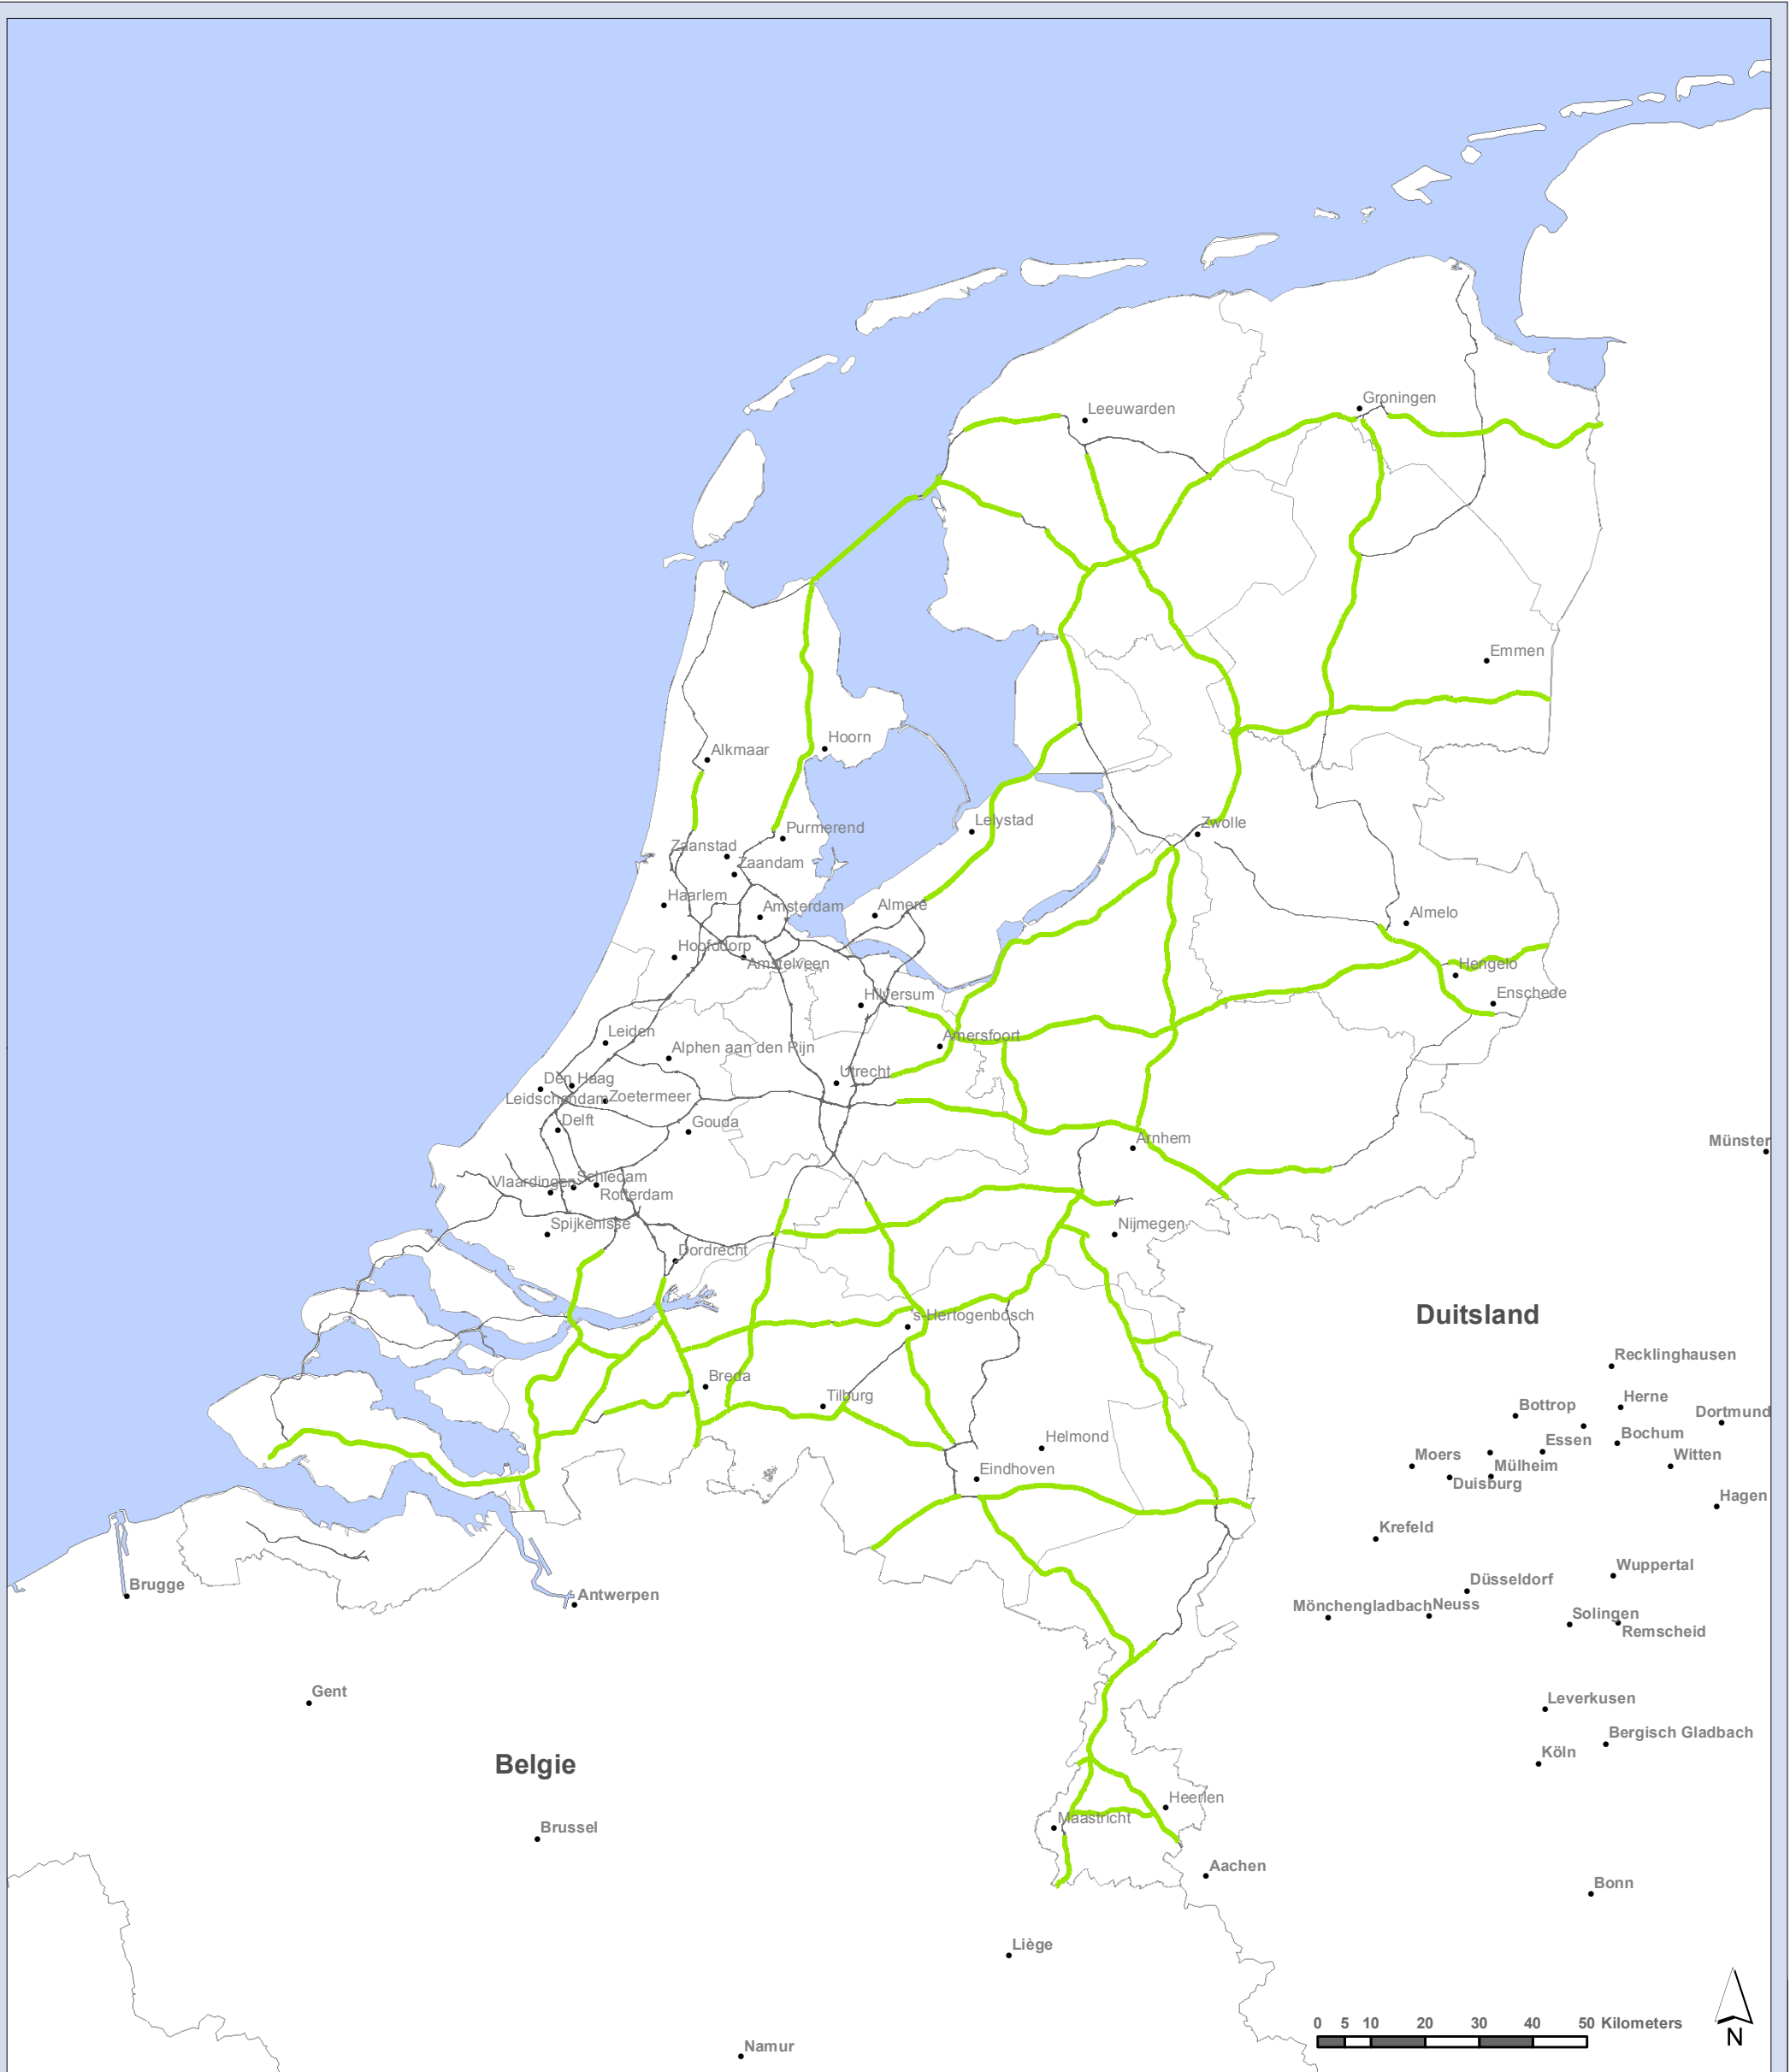 Groningen
Leeuwarden
Emmen
Hoorn
Alkmaar
Lelystad
Zwolle
Purmerend
Zaanstad
Zaandam
Haarlem
Amsterdam
Almere
Almelo
Hoofddorp
Amstelveen
Hengelo
Enschede
Hilversum
Leiden
Amersfoort
Alphen aan den Rijn
Utrecht
Den Haag
Leidschendam
Zoetermeer
Delft
Gouda
Arnhem
Münster
Vlaardingen
Schiedam
Rotterdam
Spijkenisse
Nijmegen
Dordrecht
's-Hertogenbosch
Duitsland
Recklinghausen
Breda
Tilburg
Bottrop
Herne
Dortmund
Helmond
Essen
Bochum
Moers
Mülheim
Witten
Eindhoven
Duisburg
Hagen
Krefeld
Wuppertal
Brugge
Antwerpen
Düsseldorf
Mönchengladbach
Neuss
Solingen
Remscheid
Gent
Leverkusen
Bergisch Gladbach
Köln
Belgie
Heerlen
Maastricht
Brussel
Aachen
Bonn
Liège
0 5 10 20 30 40 50 Kilometers
N
Namur